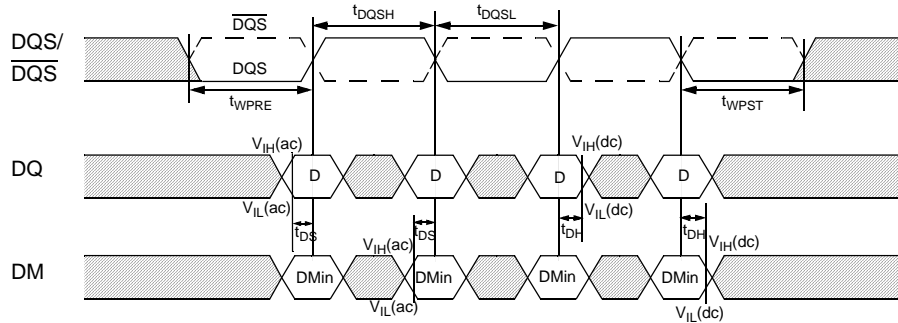 DQS/
DQS
DQS
DQS
tDQSH
tDQSL
tWPRE
tWPST
DQ
VIH(ac)
VIL(ac)
D
D
D
D
VIH(dc)
VIL(dc)
tDS
tDS
tDH
tDH
DM
VIH(ac)
VIL(ac)
DMin
DMin
DMin
DMin
VIH(dc)
VIL(dc)